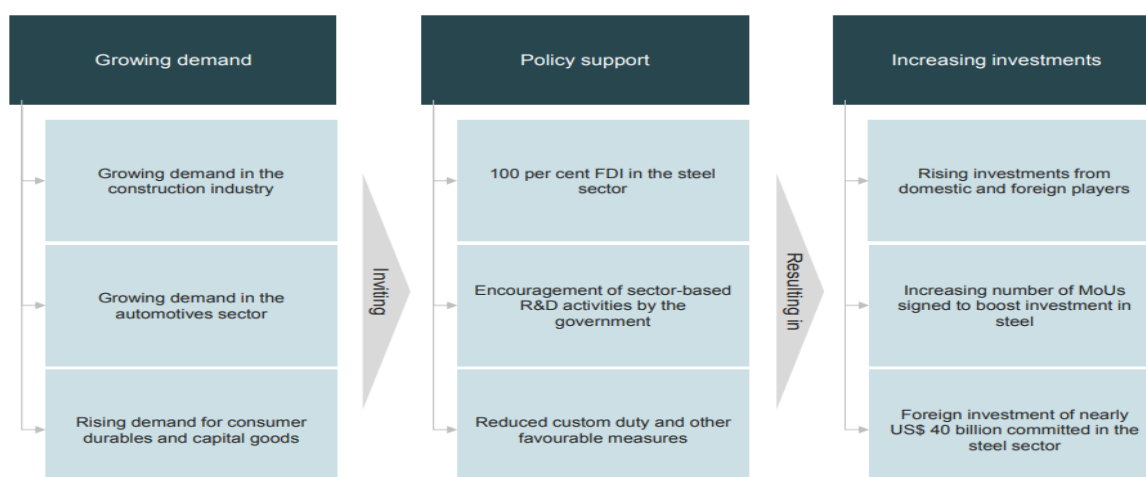 Growing demand
Growing demand in the
construction industry
Growing demand in the
automotives sector
Rising demand for consumer
durables and capital goods
Inviting
Policy support
100 per cent FDI in the steel
sector
Encouragement of sector-based
R&D activities by the
government
Reduced custom duty and other
favourable measures
Resulting in
Increasing investments
Rising investments from
domestic and foreign players
Increasing number of MoUs
signed to boost investment in
steel
Foreign investment of nearly
US$ 40 billion committed in the
steel sector